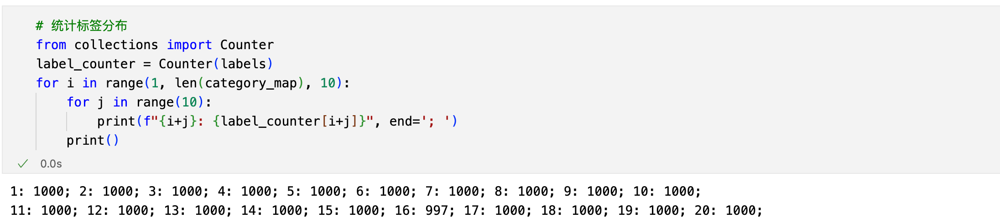 # 统计标签分布
from collections import Counter
label_counter = Counter(labels)
for i in range(1, len(category_map), 10):
    for j in range(10):
        print(f"{i+j}: {label_counter[i+j]}", end='; ')
    print()
✓ 0.0s
1: 1000; 2: 1000; 3: 1000; 4: 1000; 5: 1000; 6: 1000; 7: 1000; 8: 1000; 9: 1000; 10: 1000;
11: 1000; 12: 1000; 13: 1000; 14: 1000; 15: 1000; 16: 997; 17: 1000; 18: 1000; 19: 1000; 20: 1000;